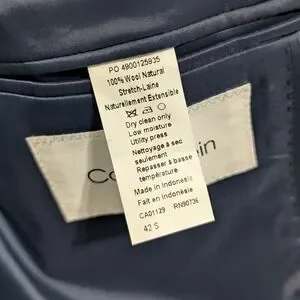 PO 4900125935
100% Wool Natural
Stretch-Laine
Naturellement Extensible
Dry clean only
Low moisture
Utility press
Nettoyage à sec
seulement
Repasser à basse
température
Made in Indonesia
Fait en Indonésie
CA01129 RN90736
42 S